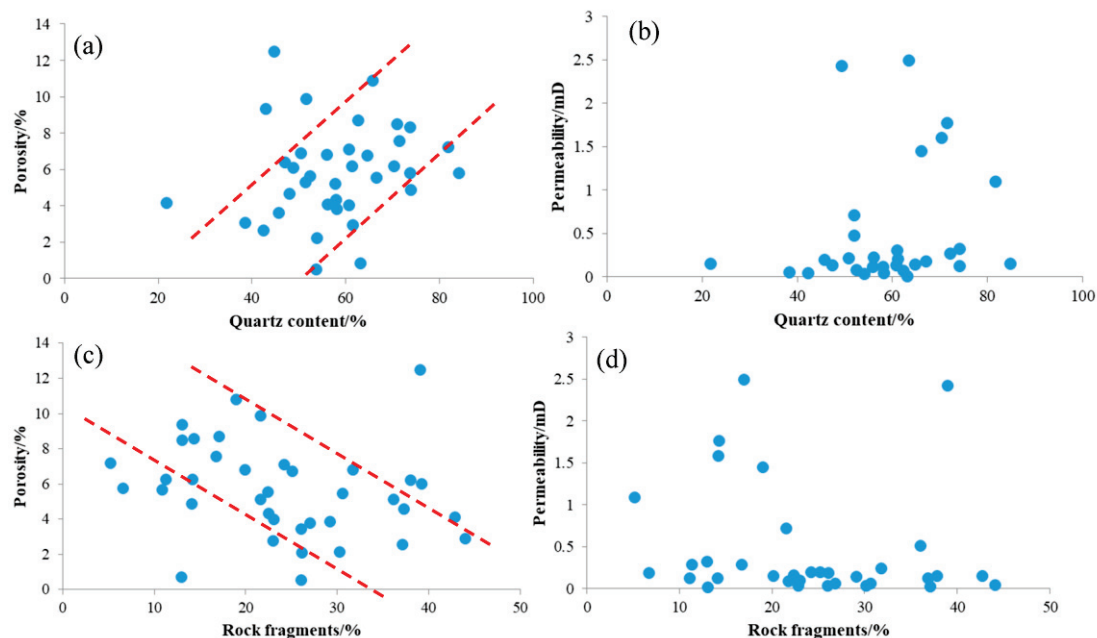 (a)
Porosity/%
14
12
10
8
6
4
2
0
0 20 40 60 80 100
Quartz content/%
(b)
Permeability/mD
3
2.5
2
1.5
1
0.5
0
0 20 40 60 80 100
Quartz content/%
(c)
Porosity/%
14
12
10
8
6
4
2
0
0 10 20 30 40 50
Rock fragments/%
(d)
Permeability/mD
3
2.5
2
1.5
1
0.5
0
0 10 20 30 40 50
Rock fragments/%